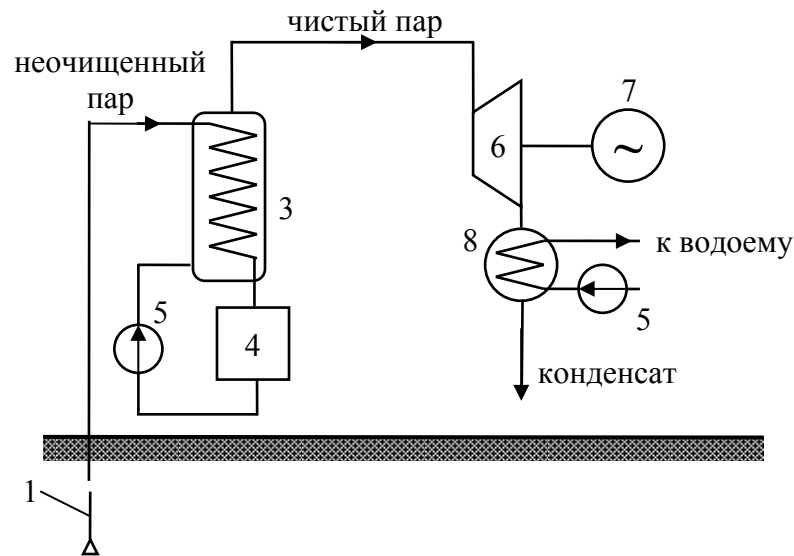 чистый пар
неочищенный
пар
7
6
~
3
8
к водоему
5
5
4
конденсат
1